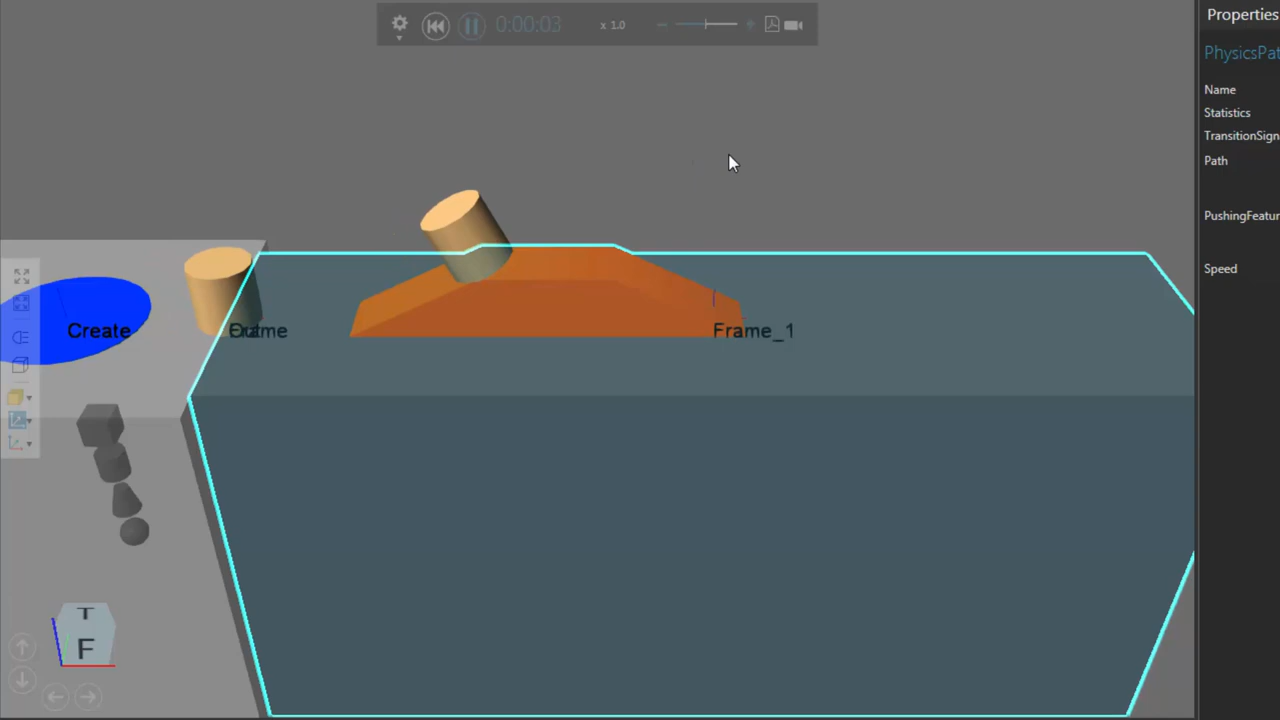 0:00:03
x 1.0
Properties
PhysicsPat
Name
Statistics
TransitionSign
Path
PushingFeatur
Speed
Create
Frame_1
T
F